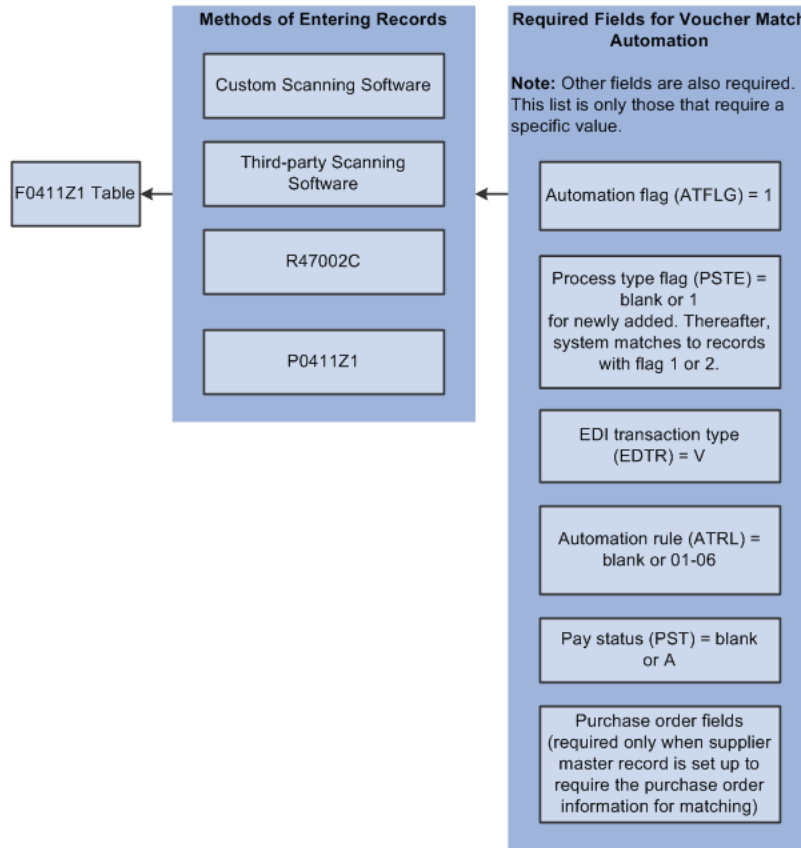 Methods of Entering Records
Custom Scanning Software
Third-party Scanning
Software
R47002C
P0411Z1
F0411Z1 Table
Required Fields for Voucher Match
Automation
Note: Other fields are also required.
This list is only those that require a
specific value.
Automation flag (ATFLG) = 1
Process type flag (PSTE) =
blank or 1
for newly added. Thereafter,
system matches to records
with flag 1 or 2.
EDI transaction type
(EDTR) = V
Automation rule (ATRL) =
blank or 01-06
Pay status (PST) = blank
or A
Purchase order fields
(required only when supplier
master record is set up to
require the purchase order
information for matching)